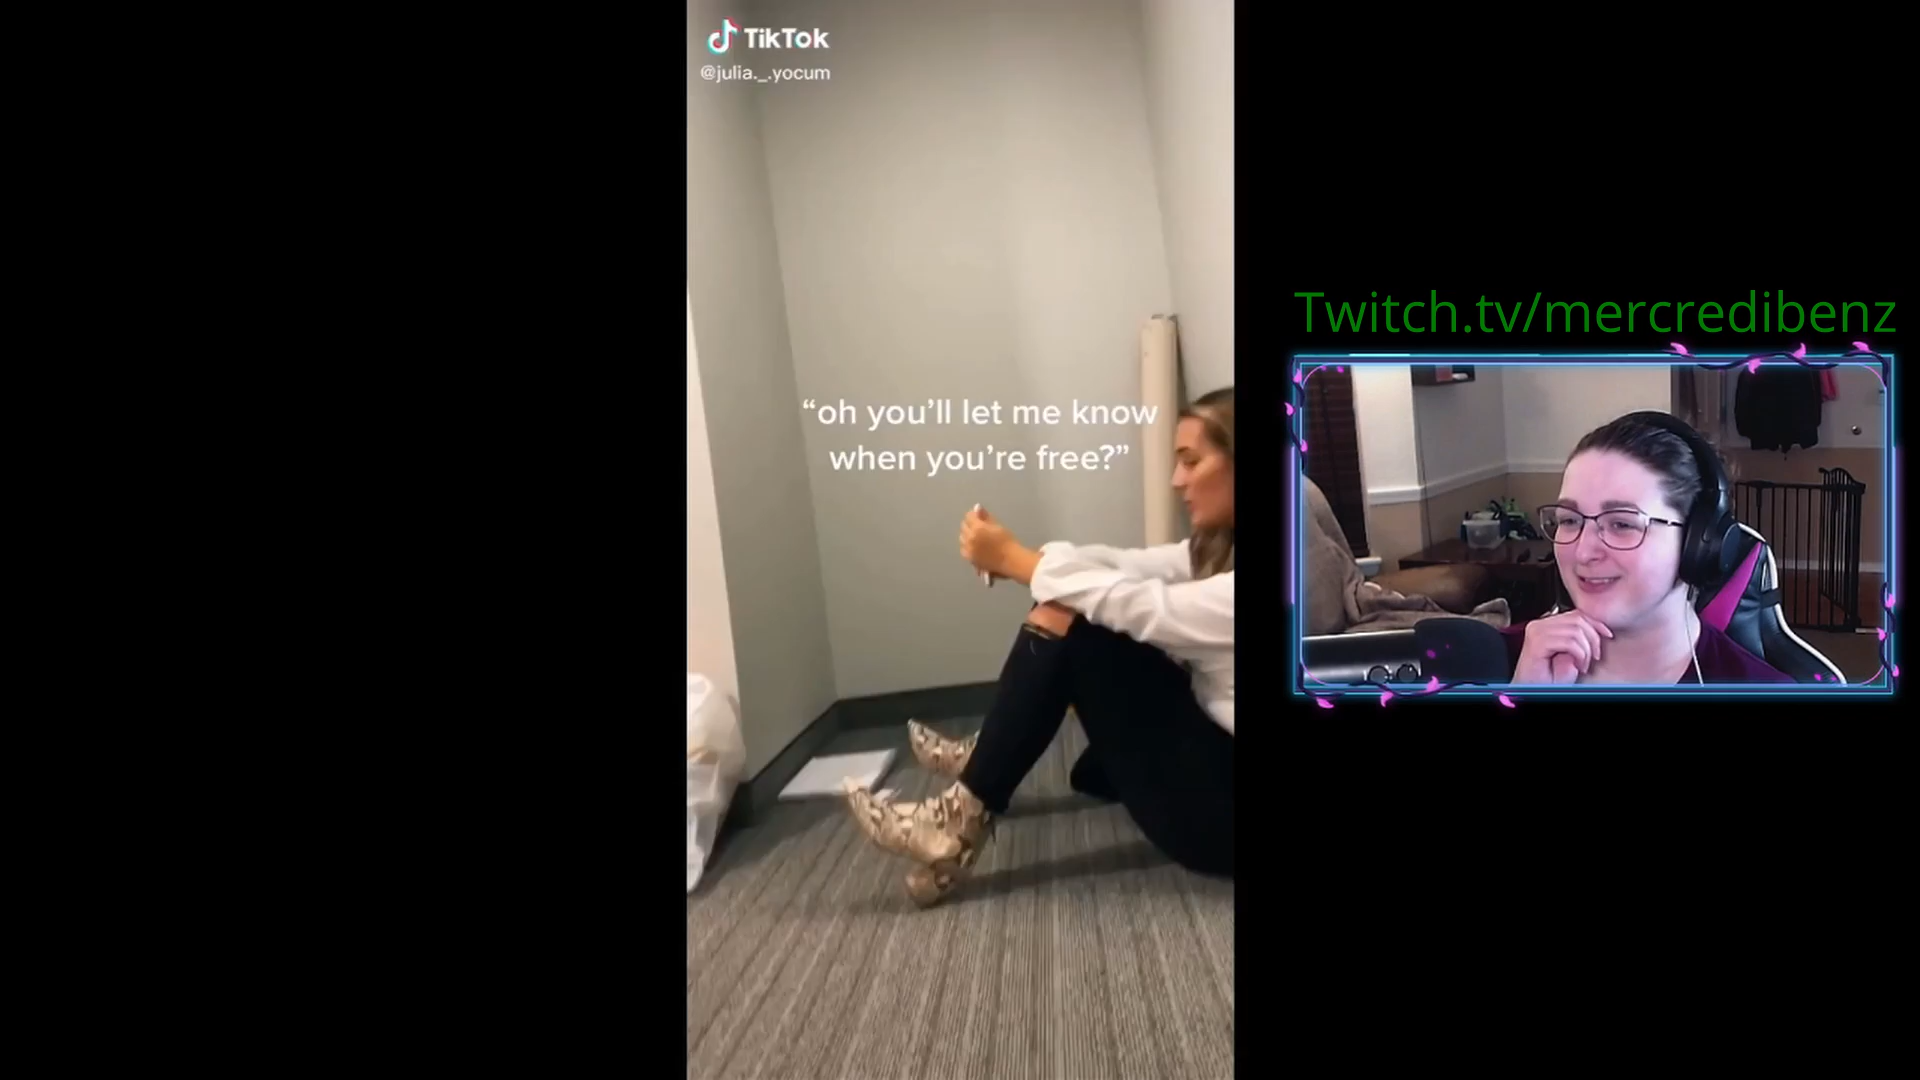 TikTok
@julia._.yocum
“oh you’ll let me know
when you’re free?”
Twitch.tv/mercredibenz